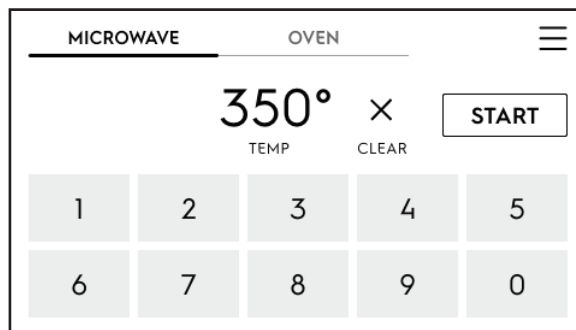 MICROWAVE OVEN
350° START
TEMP CLEAR
1 2 3 4 5
6 7 8 9 0